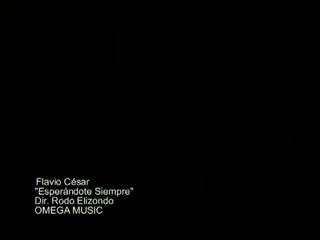 Flavio César
"Esperándote Siempre"
Dir. Rodo Elizondo
OMEGA MUSIC